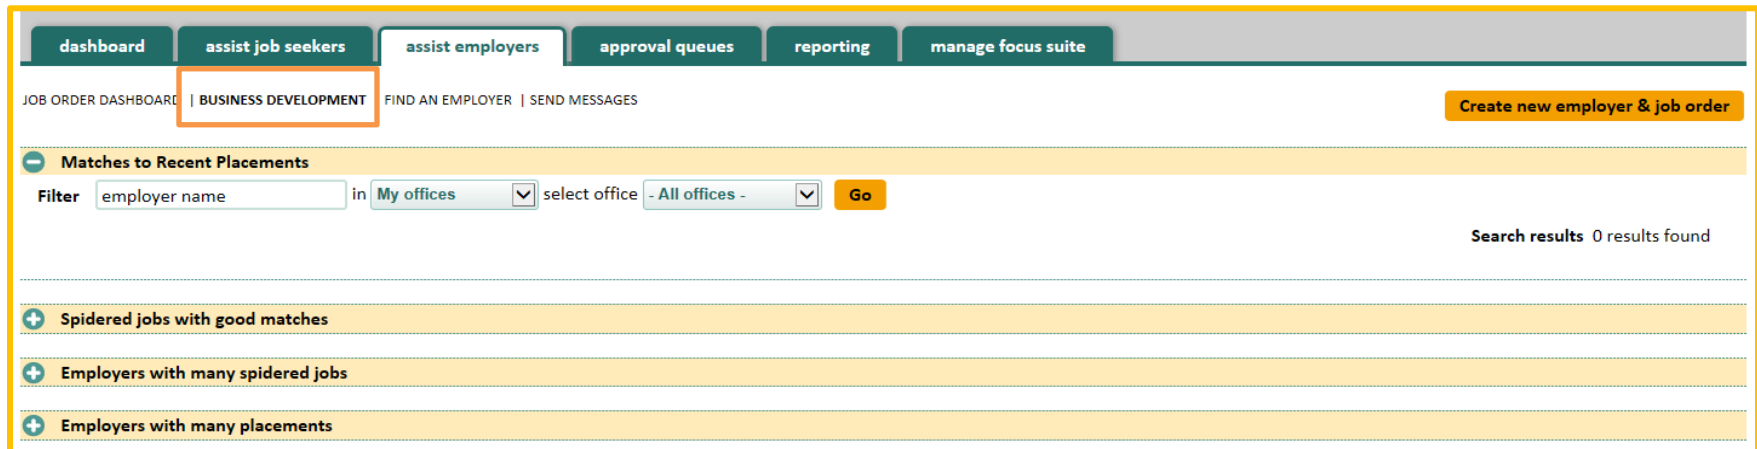 dashboard assist job seekers assist employers approval queues reporting manage focus suite
JOB ORDER DASHBOARD | BUSINESS DEVELOPMENT FIND AN EMPLOYER | SEND MESSAGES
Create new employer & job order
Matches to Recent Placements
Filter employer name in My offices select office - All offices - Go
Search results 0 results found
Spidered jobs with good matches
Employers with many spidered jobs
Employers with many placements